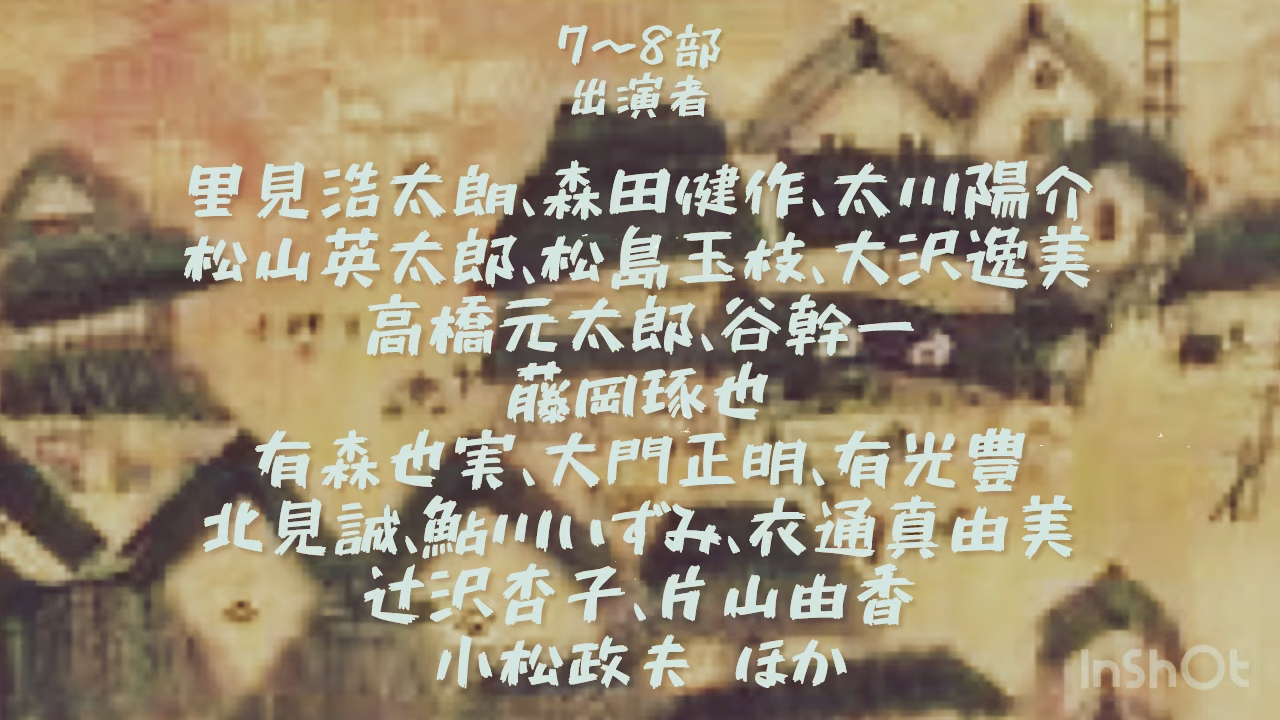 7～8部
出演者
里見浩太朗、森田健作、太川陽介
松山英太郎、松島玉枝、大沢逸美
高橋元太郎、谷幹一
藤岡琢也
有森也実、大門正明、有光豊
北見誠、鮎川いずみ、衣通真由美
辻沢杏子、片山由香
小松政夫 ほか
InShOt